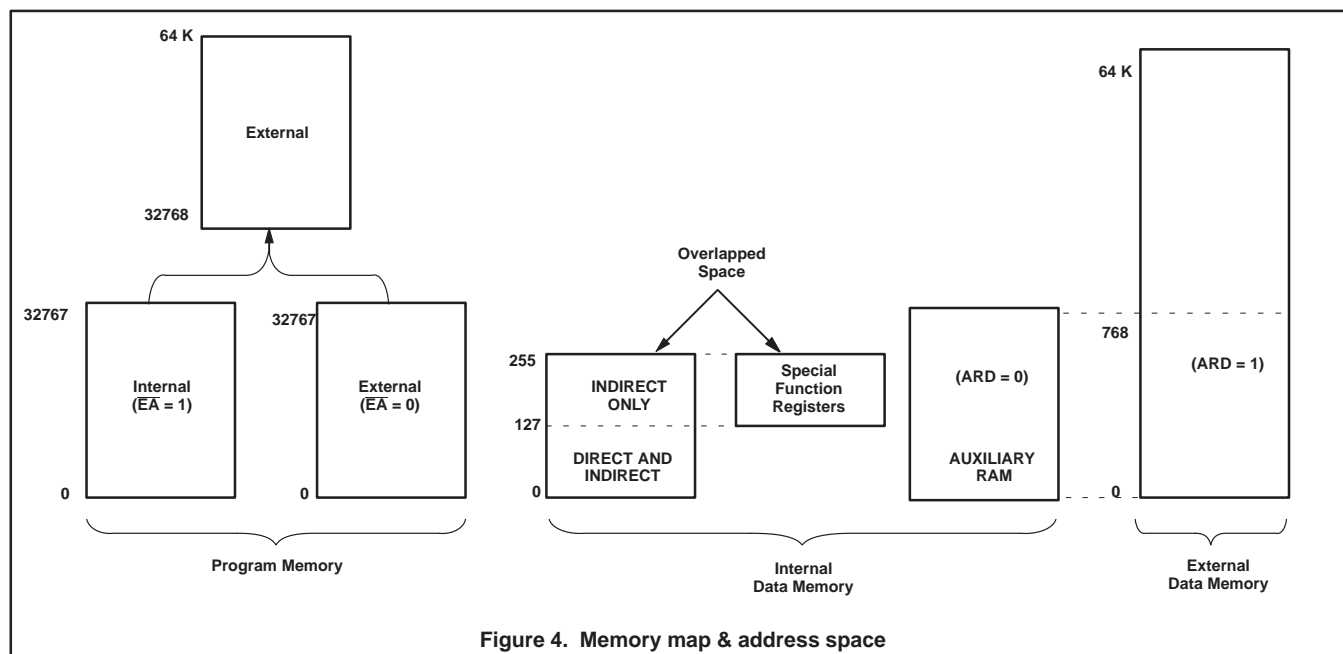 64 K
External
32768
32767
Internal
(E̅A̅ = 1)
0
32767
External
(E̅A̅ = 0)
0
Program Memory
Overlapped
Space
255
INDIRECT
ONLY
127
DIRECT AND
INDIRECT
0
Special
Function
Registers
(ARD = 0)
AUXILIARY
RAM
Internal
Data Memory
64 K
768
(ARD = 1)
0
External
Data Memory
Figure 4. Memory map & address space